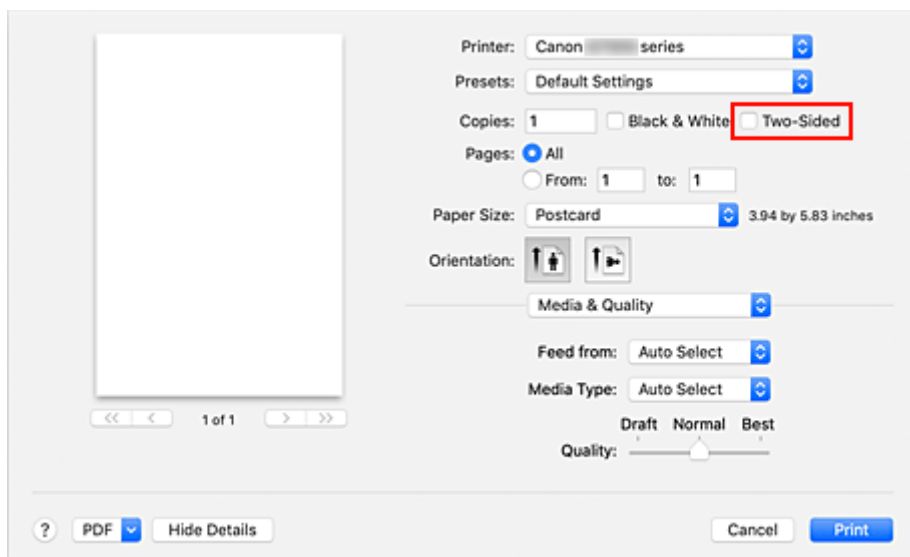 Printer: Canon series
Presets: Default Settings
Copies: 1 Black & White Two-Sided
Pages: All
From: 1 to: 1
Paper Size: Postcard 3.94 by 5.83 inches
Orientation:
Media & Quality
Feed from: Auto Select
Media Type: Auto Select
<< < 1 of 1 > >>
Draft Normal Best
Quality:
? PDF Hide Details Cancel Print